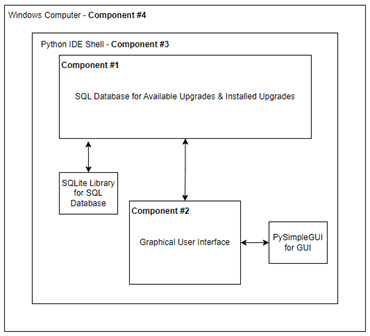 Windows Computer - Component #4
Python IDE Shell - Component #3
Component #1
SQL Database for Available Upgrades & Installed Upgrades
SQLite Library
for SQL
Database
Component #2
Graphical User Interface
PySimpleGUI
for GUI